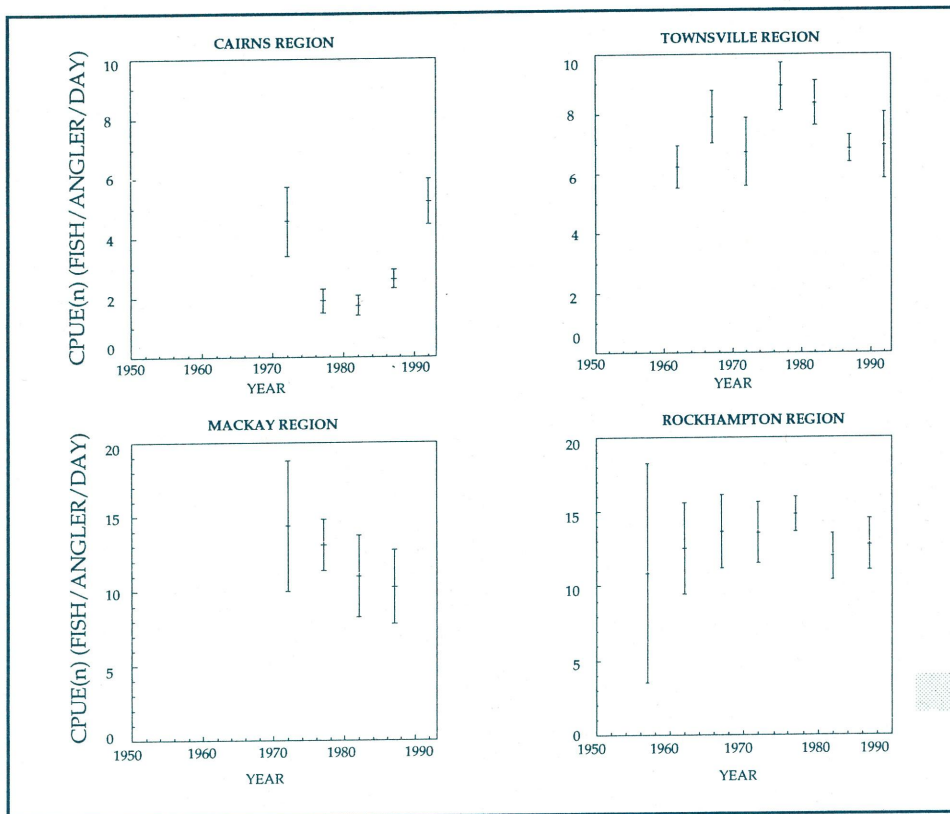 CAIRNS REGION
CPUE(n) (FISH/ANGLER/DAY)
10
8
6
4
2
0
1950 1960 1970 1980 1990
YEAR
TOWNSVILLE REGION
10
8
6
4
2
0
1950 1960 1970 1980 1990
YEAR
MACKAY REGION
CPUE(n) (FISH/ANGLER/DAY)
20
15
10
5
0
1950 1960 1970 1980 1990
YEAR
ROCKHAMPTON REGION
20
15
10
5
0
1950 1960 1970 1980 1990
YEAR